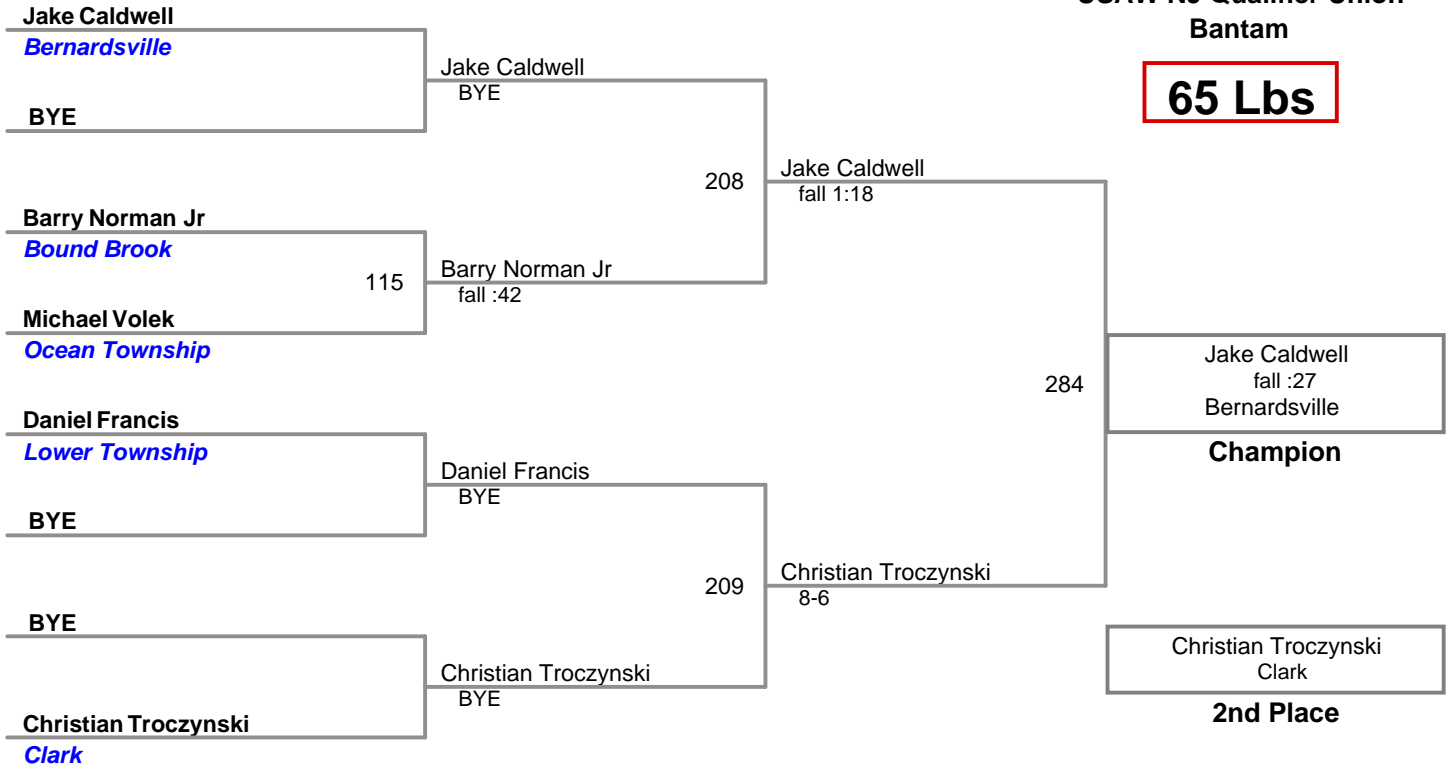 Bantam
65 Lbs
Jake Caldwell
Bernardsville
BYE
Barry Norman Jr
Bound Brook
Michael Volek
Ocean Township
Daniel Francis
Lower Township
BYE
BYE
Christian Troczynski
Clark
115
Jake Caldwell
BYE
Barry Norman Jr
fall :42
Daniel Francis
BYE
Christian Troczynski
BYE
208
209
Jake Caldwell
fall 1:18
Christian Troczynski
8-6
284
Jake Caldwell
fall :27
Bernardsville
Champion
Christian Troczynski
Clark
2nd Place